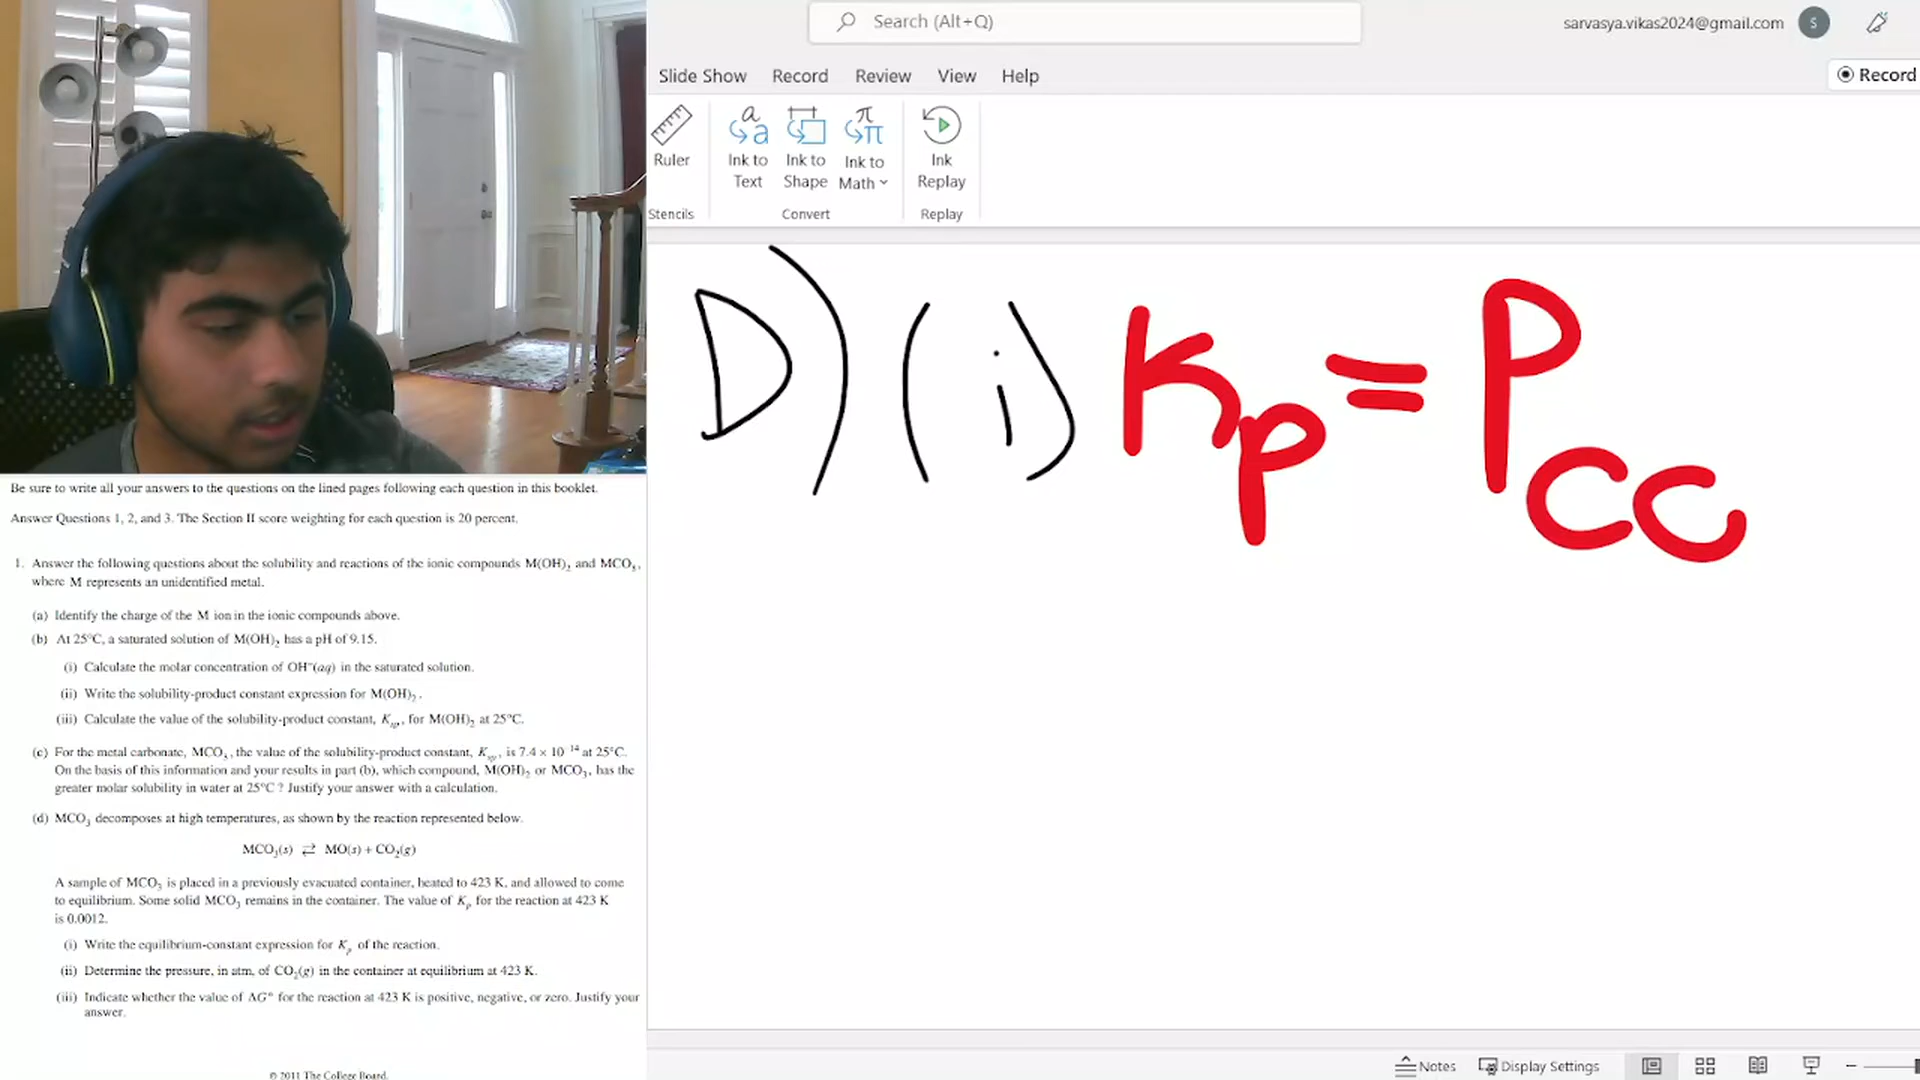 Search (Alt+Q)
sarvasya.vikas2024@gmail.com
S
Slide Show Record Review View Help
Record
Ruler
Ink to Text
Ink to Shape
Ink to Math
Ink Replay
Stencils
Convert
Replay
D) (i) Kp = PCC
Be sure to write all your answers to the questions on the lined pages following each question in this booklet.
Answer Questions 1, 2, and 3. The Section II score weighting for each question is 20 percent.
1. Answer the following questions about the solubility and reactions of the ionic compounds M(OH)₂ and MCO₃,
where M represents an unidentified metal.
(a) Identify the charge of the M ion in the ionic compounds above.
(b) At 25°C, a saturated solution of M(OH)₂ has a pH of 9.15.
(i) Calculate the molar concentration of OH⁻(aq) in the saturated solution.
(ii) Write the solubility-product constant expression for M(OH)₂.
(iii) Calculate the value of the solubility-product constant, Ksp, for M(OH)₂ at 25°C.
(c) For the metal carbonate, MCO₃, the value of the solubility-product constant, Ksp, is 7.4 × 10 ¹⁴ at 25°C.
On the basis of this information and your results in part (b), which compound, M(OH)₂ or MCO₃, has the
greater molar solubility in water at 25°C ? Justify your answer with a calculation.
(d) MCO₃ decomposes at high temperatures, as shown by the reaction represented below.
MCO₃(s) ⇄ MO(s) + CO₂(g)
A sample of MCO₃ is placed in a previously evacuated container, heated to 423 K, and allowed to come
to equilibrium. Some solid MCO₃ remains in the container. The value of Kp for the reaction at 423 K
is 0.0012.
(i) Write the equilibrium-constant expression for Kp of the reaction.
(ii) Determine the pressure, in atm, of CO₂(g) in the container at equilibrium at 423 K.
(iii) Indicate whether the value of ΔG° for the reaction at 423 K is positive, negative, or zero. Justify your
answer.
© 2011 The College Board.
Notes Display Settings